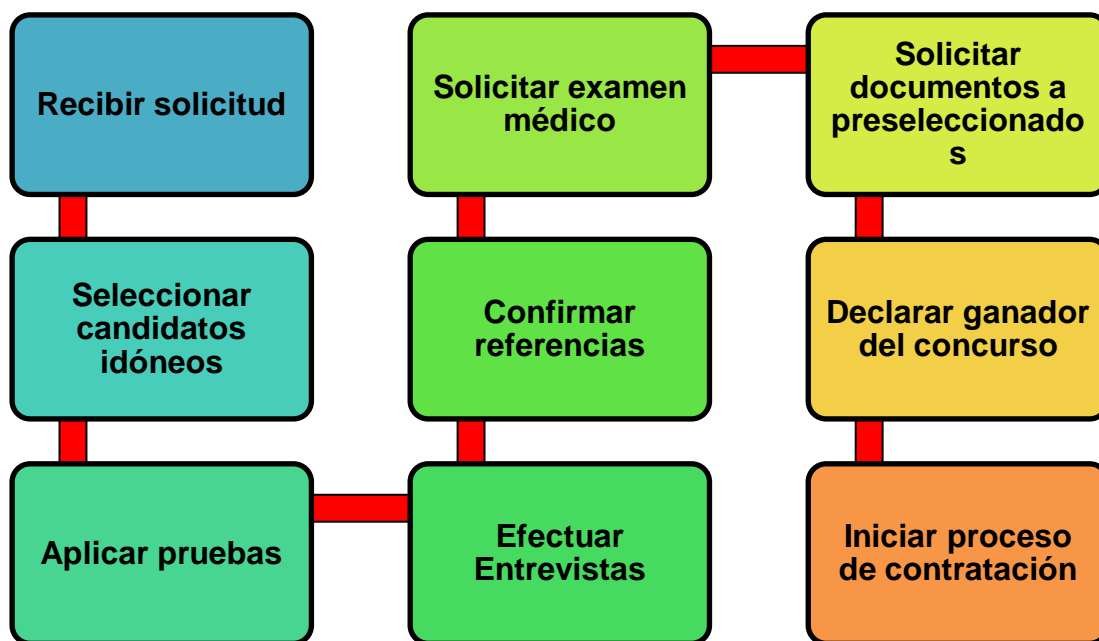 Recibir solicitud
Seleccionar
candidatos
idóneos
Aplicar pruebas
Efectuar
Entrevistas
Confirmar
referencias
Solicitar examen
médico
Solicitar
documentos a
preseleccionado
s
Declarar ganador
del concurso
Iniciar proceso
de contratación